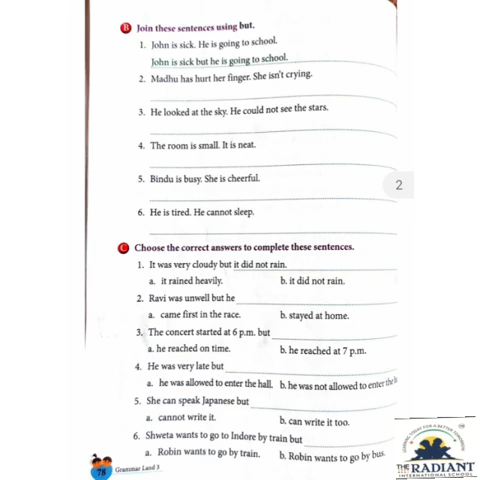 B Join these sentences using but.
1. John is sick. He is going to school.
John is sick but he is going to school.
2. Madhu has hurt her finger. She isn't crying.
3. He looked at the sky. He could not see the stars.
4. The room is small. It is neat.
5. Bindu is busy. She is cheerful.
2
6. He is tired. He cannot sleep.
C Choose the correct answers to complete these sentences.
1. It was very cloudy but it did not rain.
a. it rained heavily. b. it did not rain.
2. Ravi was unwell but he
a. came first in the race. b. stayed at home.
3. The concert started at 6 p.m. but
a. he reached on time. b. he reached at 7 p.m.
4. He was very late but
a. he was allowed to enter the hall. b. he was not allowed to enter the
5. She can speak Japanese but
a. cannot write it. b. can write it too.
6. Shweta wants to go to Indore by train but
a. Robin wants to go by train. b. Robin wants to go by bus.
78 Grammar Land 3
THE RADIANT
INTERNATIONAL SCHOOL